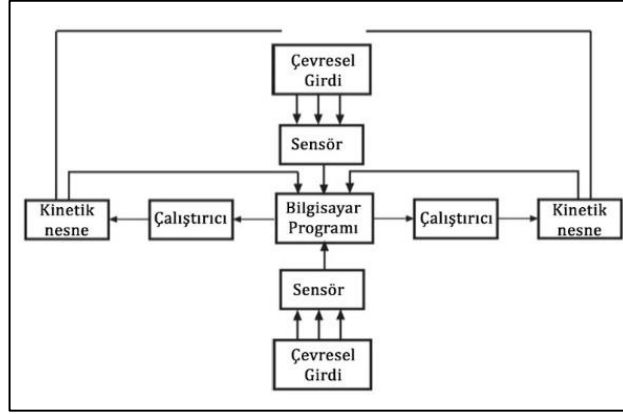 Çevresel
Girdi
Sensör
Kinetik
nesne
Çalıştırıcı
Bilgisayar
Programı
Çalıştırıcı
Kinetik
nesne
Sensör
Çevresel
Girdi